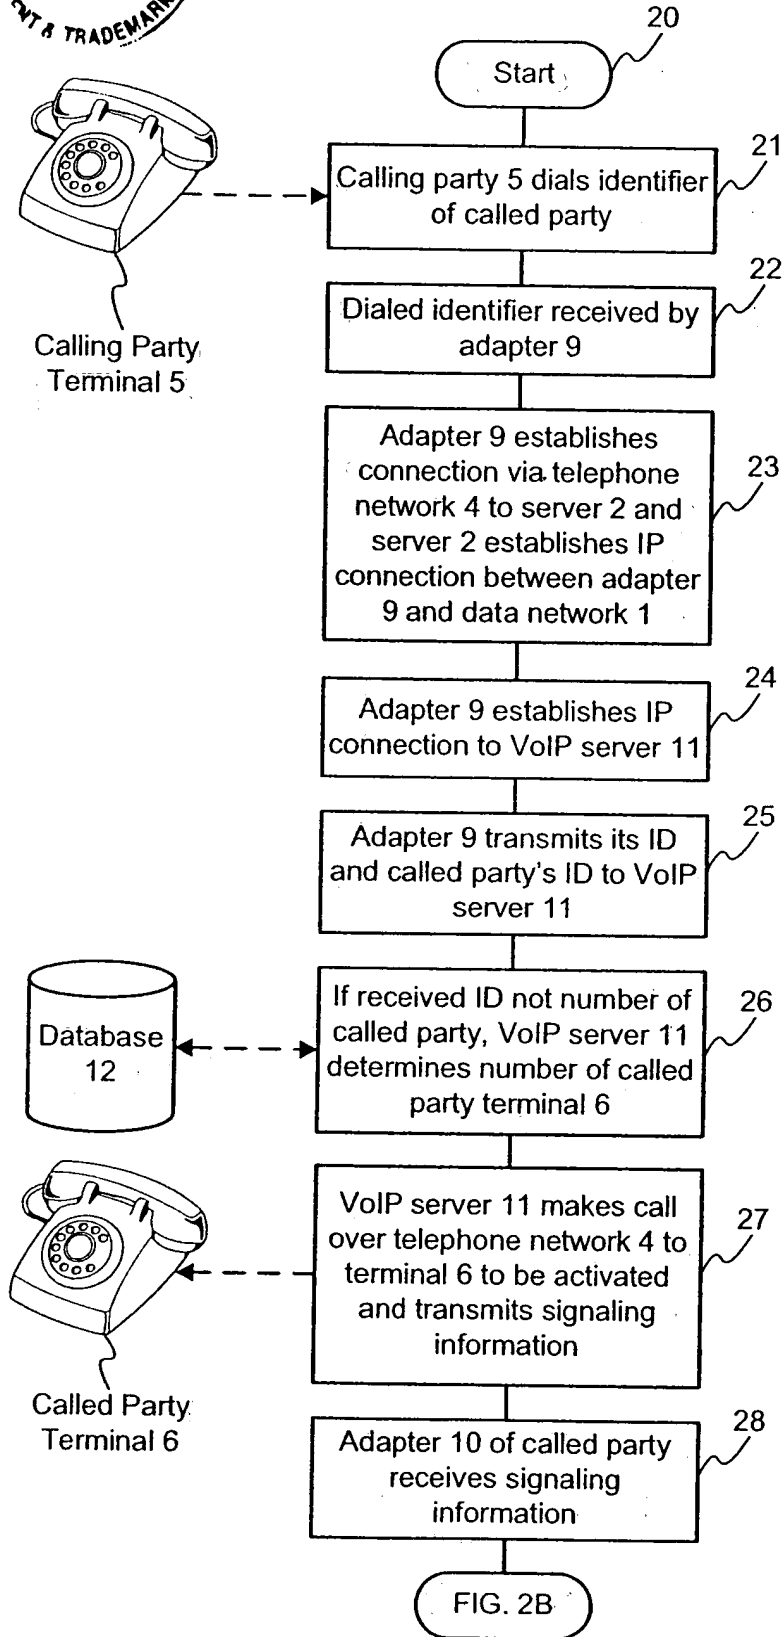 NT & TRADEMARK
20
Start
21
Calling party 5 dials identifier
of called party
22
Dialed identifier received by
adapter 9
Calling Party
Terminal 5
23
Adapter 9 establishes
connection via telephone
network 4 to server 2 and
server 2 establishes IP
connection between adapter
9 and data network 1
24
Adapter 9 establishes IP
connection to VoIP server 11
25
Adapter 9 transmits its ID
and called party's ID to VoIP
server 11
Database
12
26
If received ID not number of
called party, VoIP server 11
determines number of called
party terminal 6
27
VoIP server 11 makes call
over telephone network 4 to
terminal 6 to be activated
and transmits signaling
information
Called Party
Terminal 6
28
Adapter 10 of called party
receives signaling
information
FIG. 2B